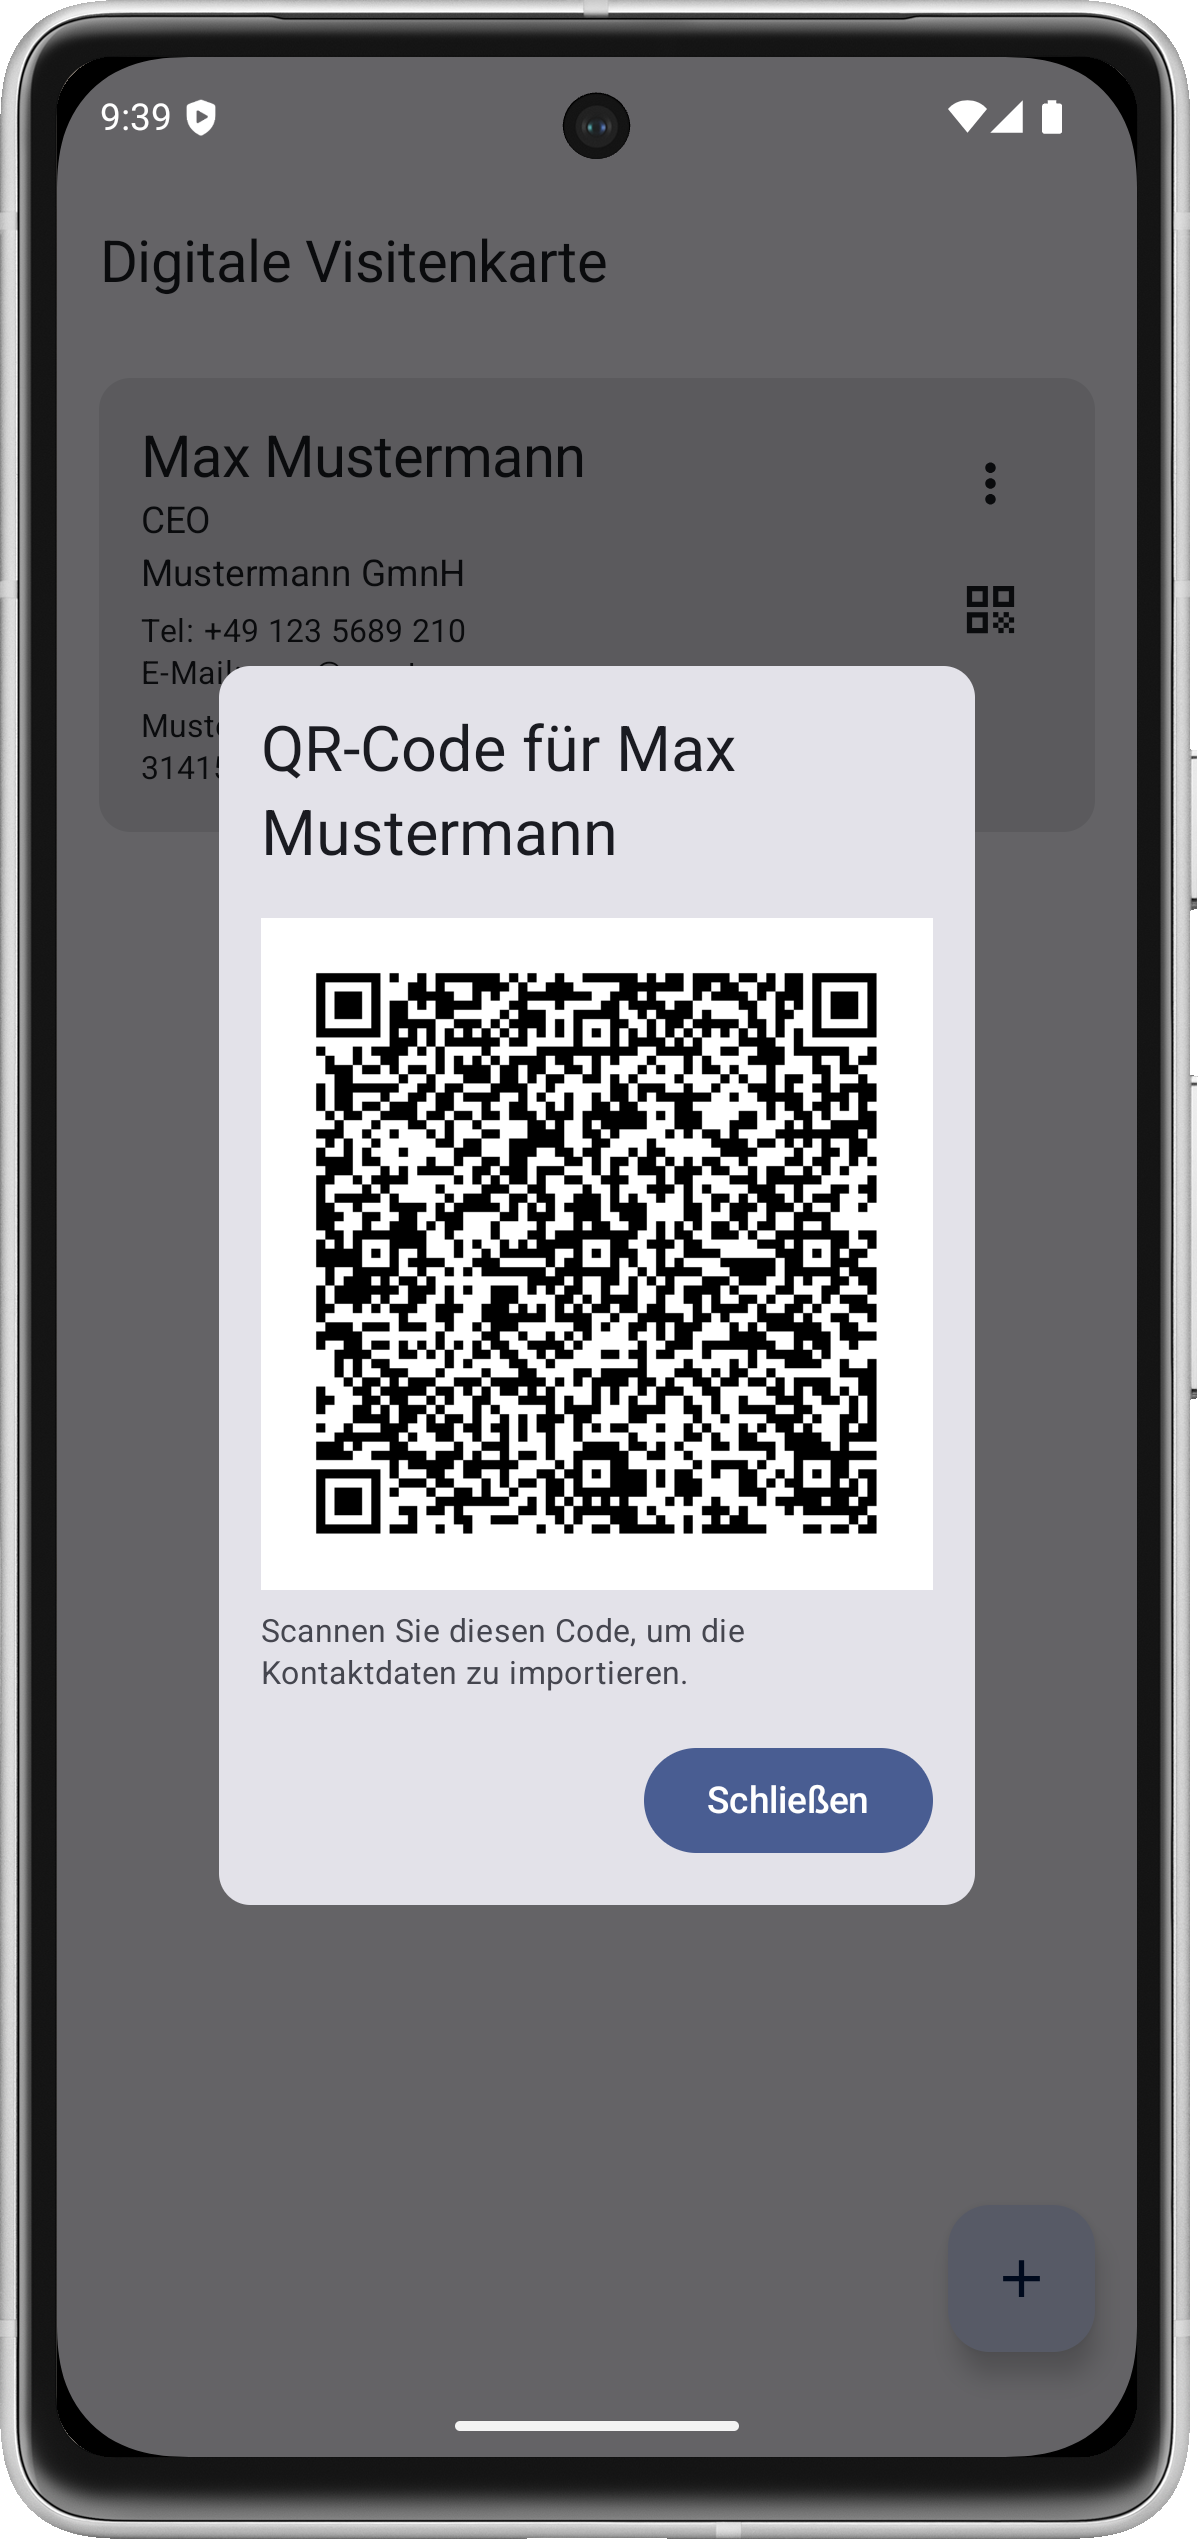 9:39
Digitale Visitenkarte
Max Mustermann
CEO
Mustermann GmnH
Tel: +49 123 5689 210
E-Mail
QR-Code für Max
Mustermann
Scannen Sie diesen Code, um die
Kontaktdaten zu importieren.
Schließen